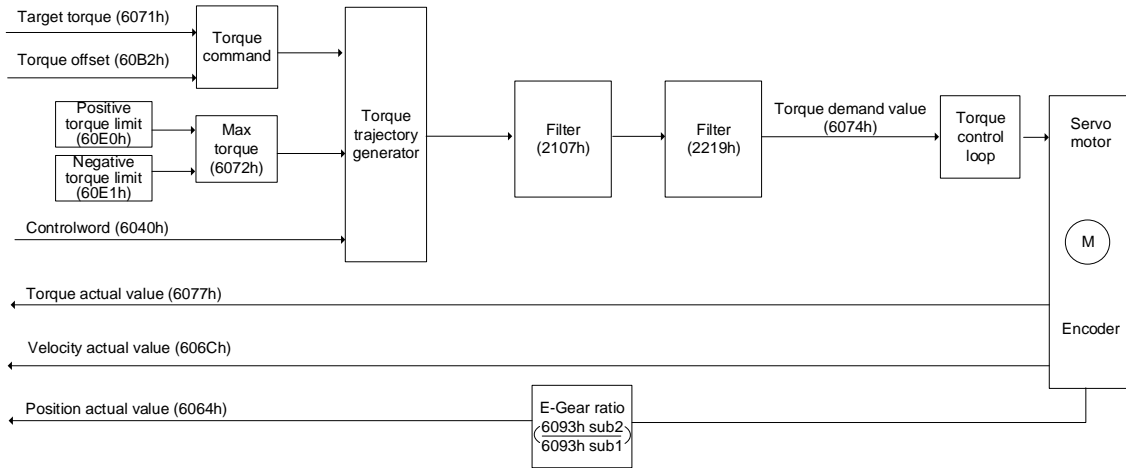 Target torque (6071h)
Torque offset (60B2h)
Torque
command
Positive
torque limit
(60E0h)
Negative
torque limit
(60E1h)
Max
torque
(6072h)
Controlword (6040h)
Torque
trajectory
generator
Filter
(2107h)
Filter
(2219h)
Torque demand value
(6074h)
Torque
control
loop
Servo
motor
M
Encoder
Torque actual value (6077h)
Velocity actual value (606Ch)
Position actual value (6064h)
E-Gear ratio
(6093h sub2
6093h sub1)